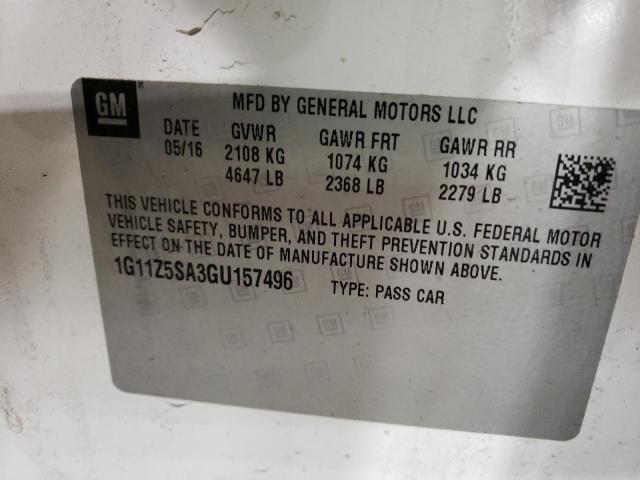 GM
MFD BY GENERAL MOTORS LLC
DATE GVWR GAWR FRT GAWR RR
05/16 2108 KG 1074 KG 1034 KG
4647 LB 2368 LB 2279 LB
THIS VEHICLE CONFORMS TO ALL APPLICABLE U.S. FEDERAL MOTOR
VEHICLE SAFETY, BUMPER, AND THEFT PREVENTION STANDARDS IN
EFFECT ON THE DATE OF MANUFACTURE SHOWN ABOVE.
1G11Z5SA3GU157496 TYPE: PASS CAR